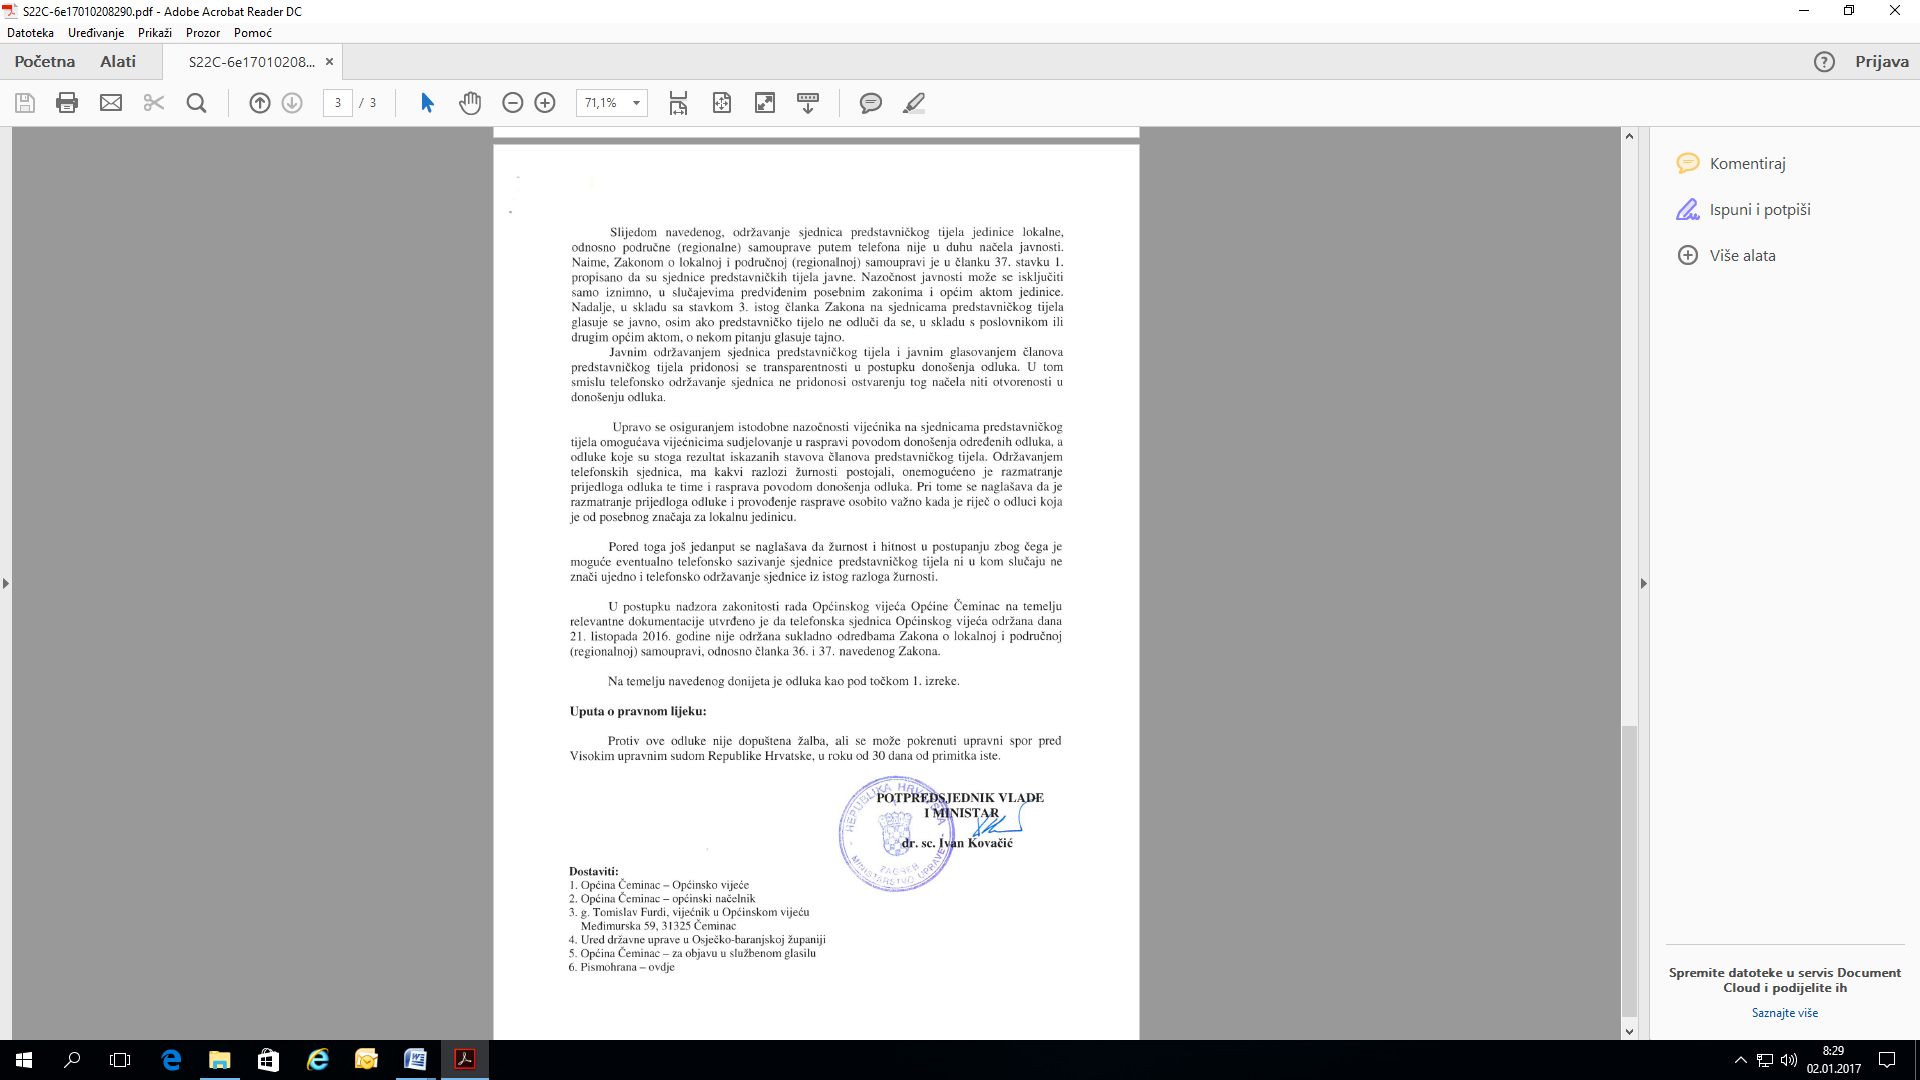 S22C-6e17010208290.pdf - Adobe Acrobat Reader DC
Datoteka Uređivanje Prikaži Prozor Pomoć
Početna Alati S22C-6e17010208... × Prijava
3 / 3 71,1%
Slijedom navedenog, održavanje sjednica predstavničkog tijela jedinice lokalne,
odnosno područne (regionalne) samouprave putem telefona nije u duhu načela javnosti.
Naime, Zakonom o lokalnoj i područnoj (regionalnoj) samoupravi je u članku 37. stavku 1.
propisano da su sjednice predstavničkih tijela javne. Nazočnost javnosti može se isključiti
samo iznimno, u slučajevima predviđenim posebnim zakonima i općim aktom jedinice.
Nadalje, u skladu sa stavkom 3. istog članka Zakona na sjednicama predstavničkog tijela
glasuje se javno, osim ako predstavničko tijelo ne odluči da se, u skladu s poslovnikom ili
drugim općim aktom, o nekom pitanju glasuje tajno.
Javnim održavanjem sjednica predstavničkog tijela i javnim glasovanjem članova
predstavničkog tijela pridonosi se transparentnosti u postupku donošenja odluka. U tom
smislu telefonsko održavanje sjednica ne pridonosi ostvarenju tog načela niti otvorenosti u
donošenju odluka.
Upravo se osiguranjem istodobne nazočnosti vijećnika na sjednicama predstavničkog
tijela omogućava vijećnicima sudjelovanje u raspravi povodom donošenja određenih odluka, a
odluke koje su stoga rezultat iskazanih stavova članova predstavničkog tijela. Održavanjem
telefonskih sjednica, ma kakvi razlozi žurnosti postojali, onemogućeno je razmatranje
prijedloga odluka te time i rasprava povodom donošenja odluka. Pri tome se naglašava da je
razmatranje prijedloga odluke i provođenje rasprave osobito važno kada je riječ o odluci koja
je od posebnog značaja za lokalnu jedinicu.
Pored toga još jedanput se naglašava da žurnost i hitnost u postupanju zbog čega je
moguće eventualno telefonsko sazivanje sjednice predstavničkog tijela ni u kom slučaju ne
znači ujedno i telefonsko održavanje sjednice iz istog razloga žurnosti.
U postupku nadzora zakonitosti rada Općinskog vijeća Općine Čeminac na temelju
relevantne dokumentacije utvrđeno je da telefonska sjednica Općinskog vijeća održana dana
21. listopada 2016. godine nije održana sukladno odredbama Zakona o lokalnoj i područnoj
(regionalnoj) samoupravi, odnosno članka 36. i 37. navedenog Zakona.
Na temelju navedenog donijeta je odluka kao pod točkom 1. izreke.
Uputa o pravnom lijeku:
Protiv ove odluke nije dopuštena žalba, ali se može pokrenuti upravni spor pred
Visokim upravnim sudom Republike Hrvatske, u roku od 30 dana od primitka iste.
POTPREDSJEDNIK VLADE
I MINISTAR
dr. sc. Ivan Kovačić
REPUBLIKA HRVATSKA
MINISTARSTVO UPRAVE
ZAGREB
Dostaviti:
1. Općina Čeminac – Općinsko vijeće
2. Općina Čeminac – općinski načelnik
3. g. Tomislav Furdi, vijećnik u Općinskom vijeću
Međimurska 59, 31325 Čeminac
4. Ured državne uprave u Osječko-baranjskoj županiji
5. Općina Čeminac – za objavu u službenom glasilu
6. Pismohrana – ovdje
Komentiraj
Ispuni i potpiši
Više alata
Spremite datoteke u servis Document
Cloud i podijelite ih
Saznajte više
8:29
02.01.2017